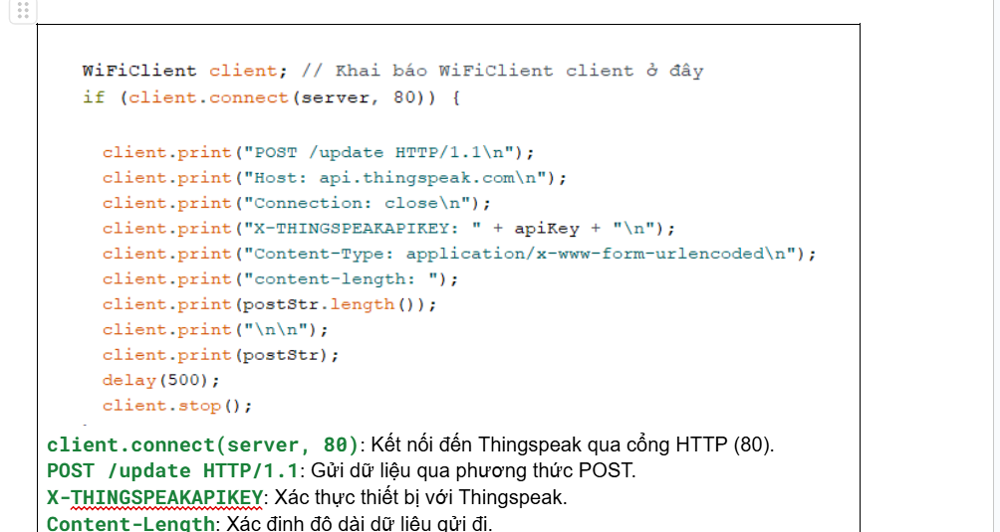 WiFiClient client; // Khai báo WiFiClient client ở đây
if (client.connect(server, 80)) {
client.print("POST /update HTTP/1.1\n");
client.print("Host: api.thingspeak.com\n");
client.print("Connection: close\n");
client.print("X-THINGSPEAKAPIKEY: " + apiKey + "\n");
client.print("Content-Type: application/x-www-form-urlencoded\n");
client.print("content-length: ");
client.print(postStr.length());
client.print("\n\n");
client.print(postStr);
delay(500);
client.stop();
client.connect(server, 80): Kết nối đến Thingspeak qua cổng HTTP (80).
POST /update HTTP/1.1: Gửi dữ liệu qua phương thức POST.
X-THINGSPEAKAPIKEY: Xác thực thiết bị với Thingspeak.
Content-Length: Xác định độ dài dữ liệu gửi đi.